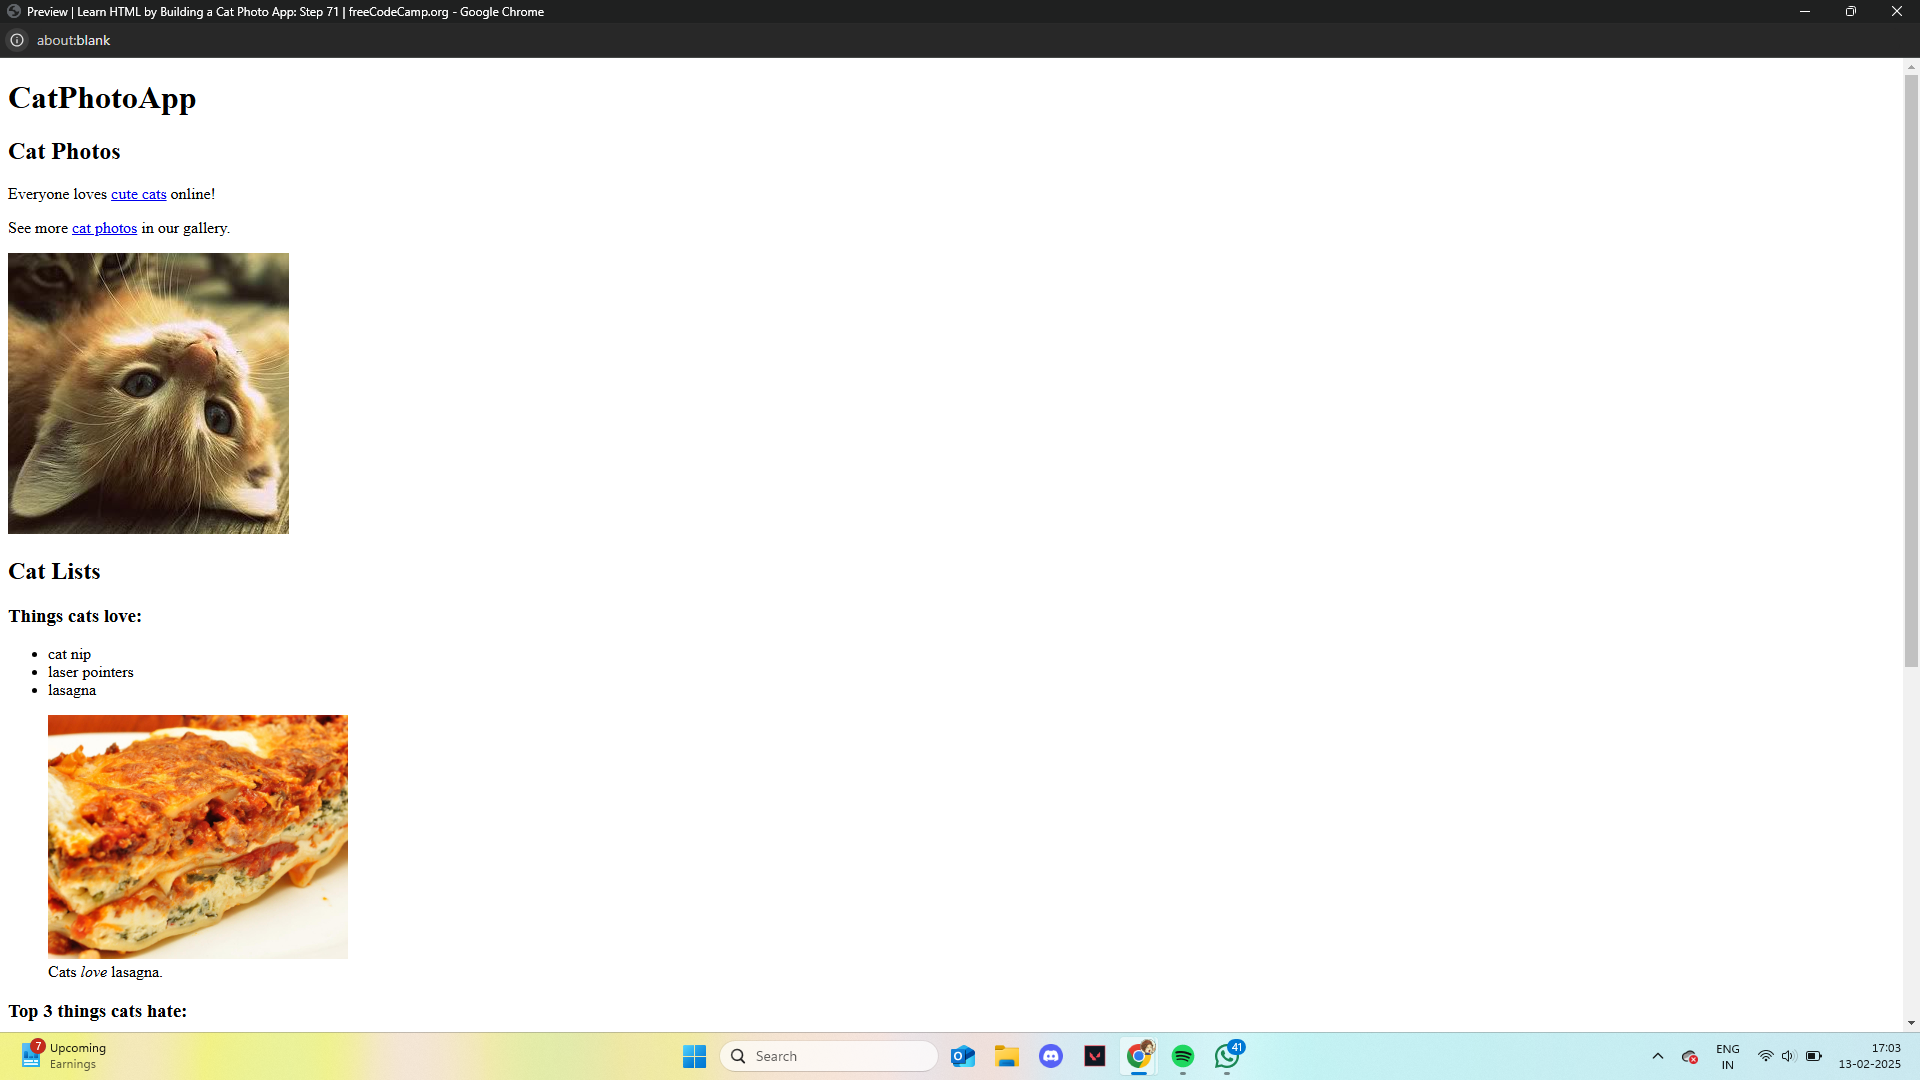 Preview | Learn HTML by Building a Cat Photo App: Step 71 | freeCodeCamp.org - Google Chrome
about:blank
CatPhotoApp
Cat Photos
Everyone loves cute cats online!
See more cat photos in our gallery.
Cat Lists
Things cats love:
cat nip
laser pointers
lasagna
Cats love lasagna.
Top 3 things cats hate:
7
Upcoming
Earnings
Search
41
ENG
IN
17:03
13-02-2025